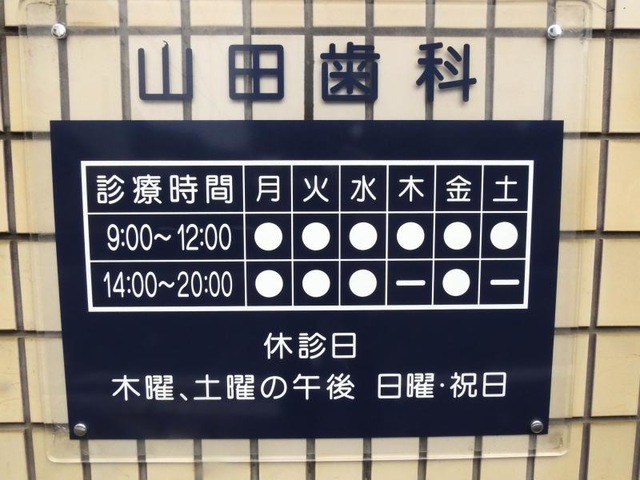 山田歯科
診療時間 月 火 水 木 金 土
9:00〜12:00 ● ● ● ● ● ●
14:00〜20:00 ● ● ● ー ● ー
休診日
木曜、土曜の午後 日曜・祝日